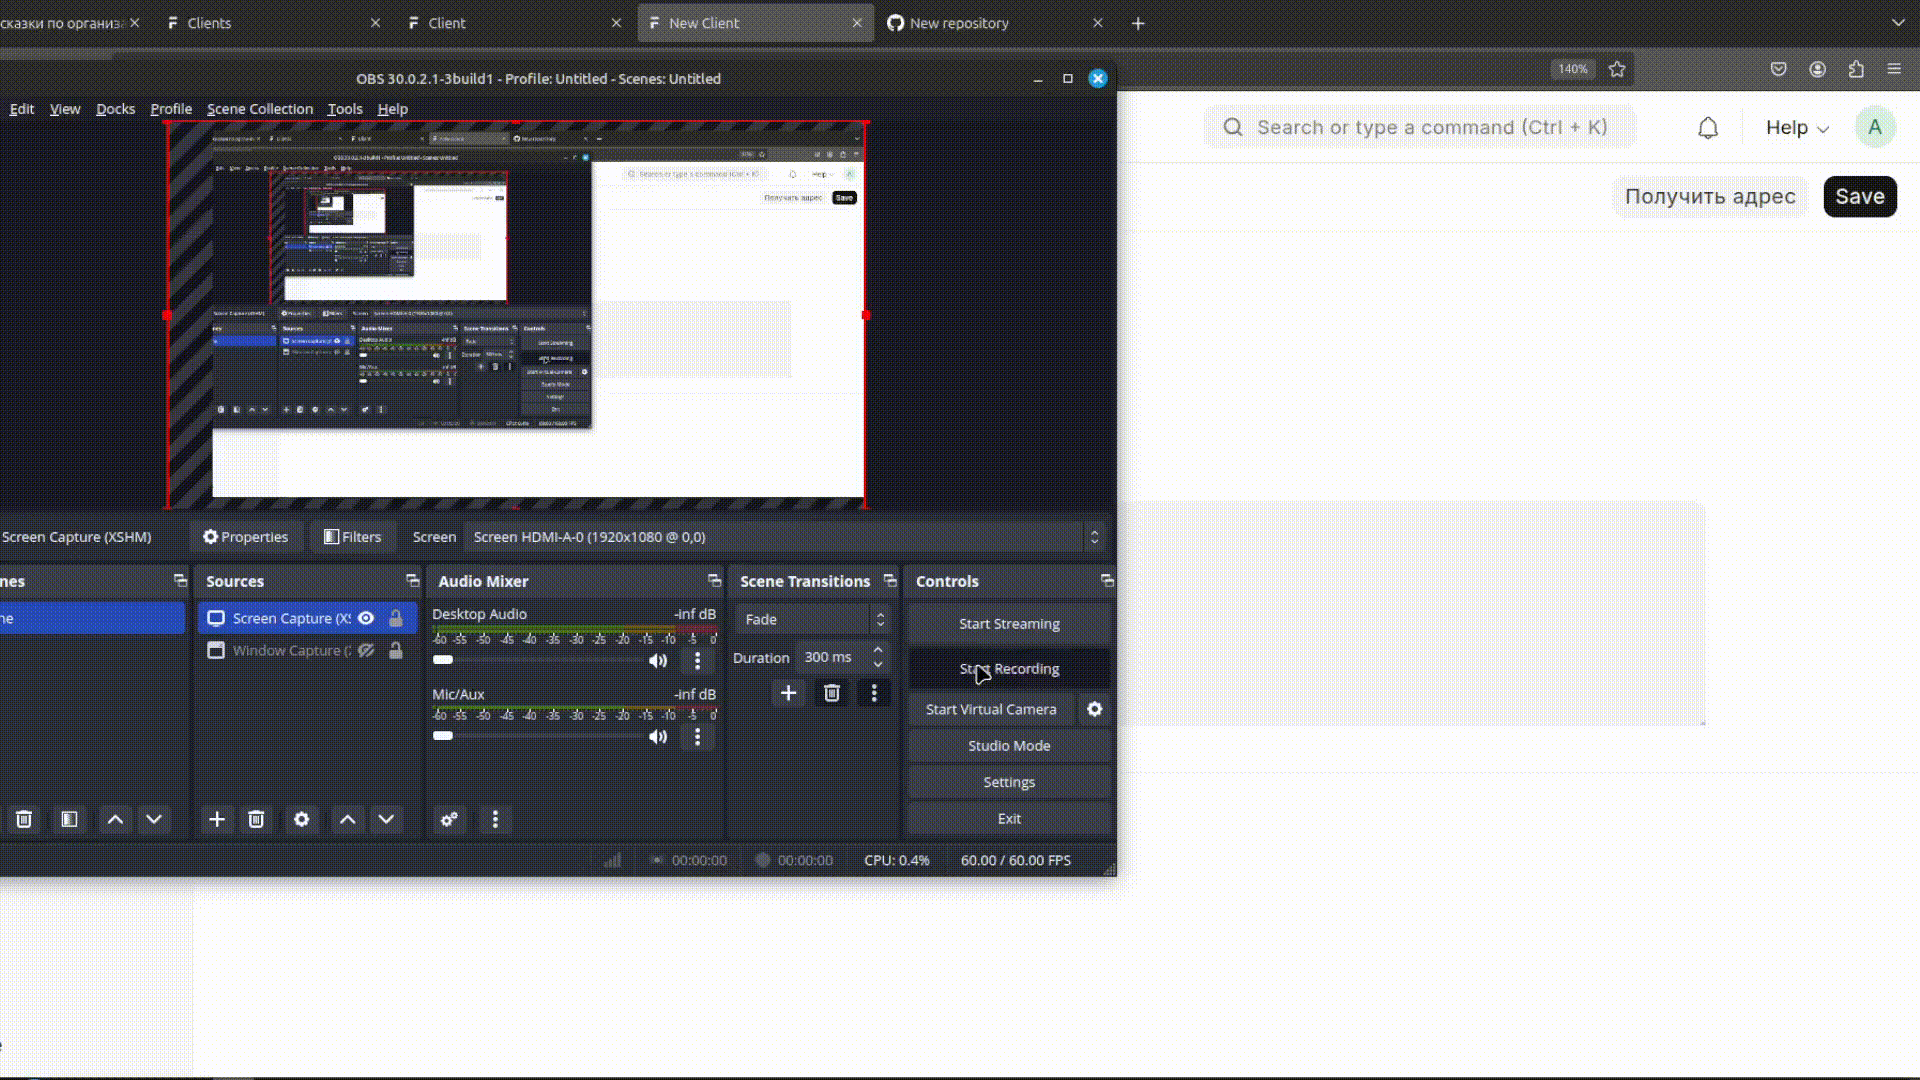 сказки по организа
Clients
Client
New Client
New repository
OBS 30.0.2.1-3build1 - Profile: Untitled - Scenes: Untitled
140%
Edit View Docks Profile Scene Collection Tools Help
Search or type a command (Ctrl + K)
Help
A
Получить адрес
Save
Screen Capture (XSHM)
Properties
Filters
Screen
Screen HDMI-A-0 (1920x1080 @ 0,0)
nes
Sources
Audio Mixer
Scene Transitions
Controls
ne
Screen Capture (XS
Window Capture (
Desktop Audio
-inf dB
-60 -55 -50 -45 -40 -35 -30 -25 -20 -15 -10 -5 0
Mic/Aux
-inf dB
-60 -55 -50 -45 -40 -35 -30 -25 -20 -15 -10 -5 0
Fade
Duration
300 ms
Start Streaming
Start Recording
Start Virtual Camera
Studio Mode
Settings
Exit
00:00:00
00:00:00
CPU: 0.4%
60.00 / 60.00 FPS